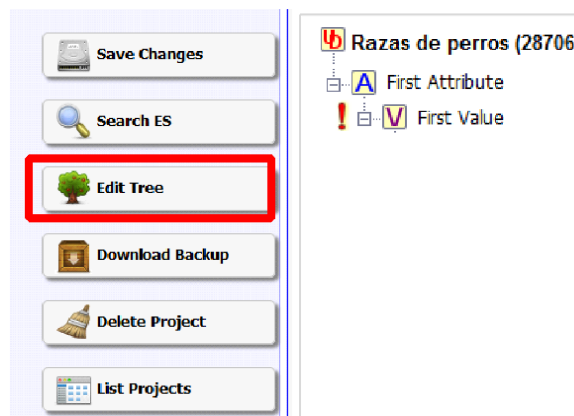 Save Changes
Search ES
Edit Tree
Download Backup
Delete Project
List Projects
UD Razas de perros (28706
A First Attribute
! V First Value